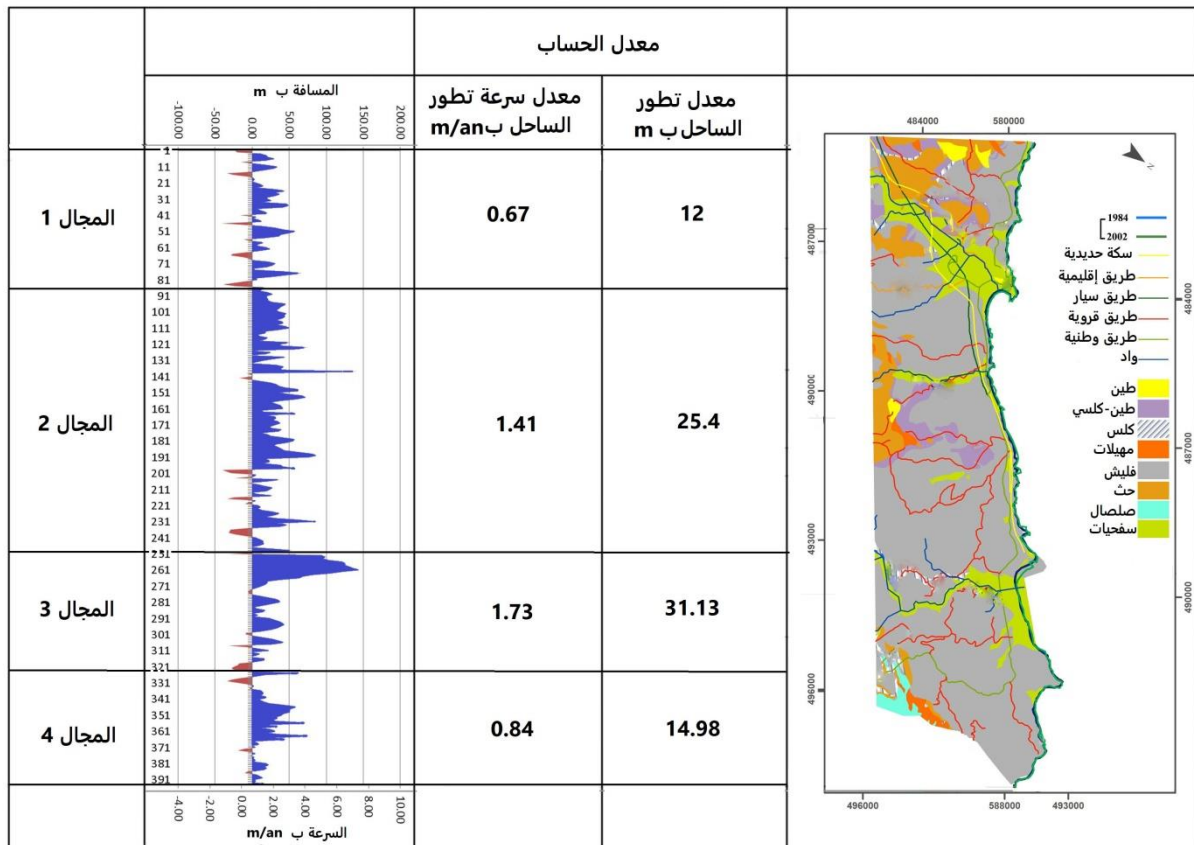 معدل الحساب
معدل تطور
الساحل ب m
معدل سرعة تطور
الساحل ب m/an
المسافة ب m
-100.00
-50.00
0.00
50.00
100.00
150.00
200.00
المجال 1
1
11
21
31
41
51
61
71
81
0.67
12
المجال 2
91
101
111
121
131
141
151
161
171
181
191
201
211
221
231
241
1.41
25.4
المجال 3
251
261
271
281
291
301
311
321
1.73
31.13
المجال 4
331
341
351
361
371
381
391
0.84
14.98
-4.00
-2.00
0.00
2.00
4.00
6.00
8.00
10.00
السرعة ب m/an
484000
580000
N
487000
490000
493000
496000
484000
487000
490000
496000
588000
493000
1984
2002
سكة حديدية
طريق إقليمية
طريق سيار
طريق قروية
طريق وطنية
واد
طين
طين-كلسي
كلس
مهيلات
فليش
حث
صلصال
سفحيات